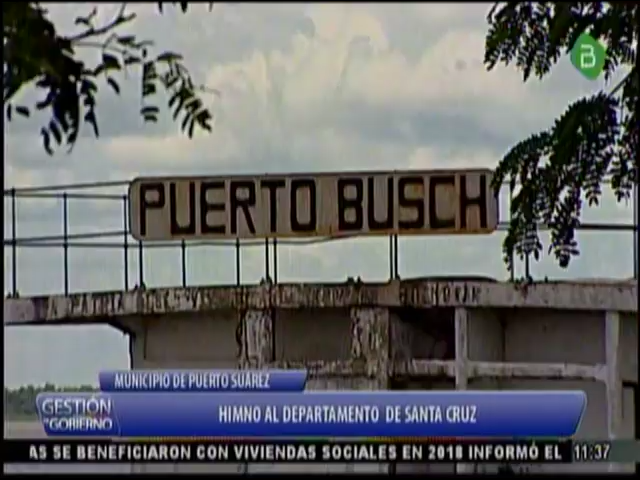 B
PUERTO BUSCH
MUNICIPIO DE PUERTO SUÁREZ
GESTIÓN
DE GOBIERNO
HIMNO AL DEPARTAMENTO DE SANTA CRUZ
AS SE BENEFICIARON CON VIVIENDAS SOCIALES EN 2018 INFORMÓ EL
11:37